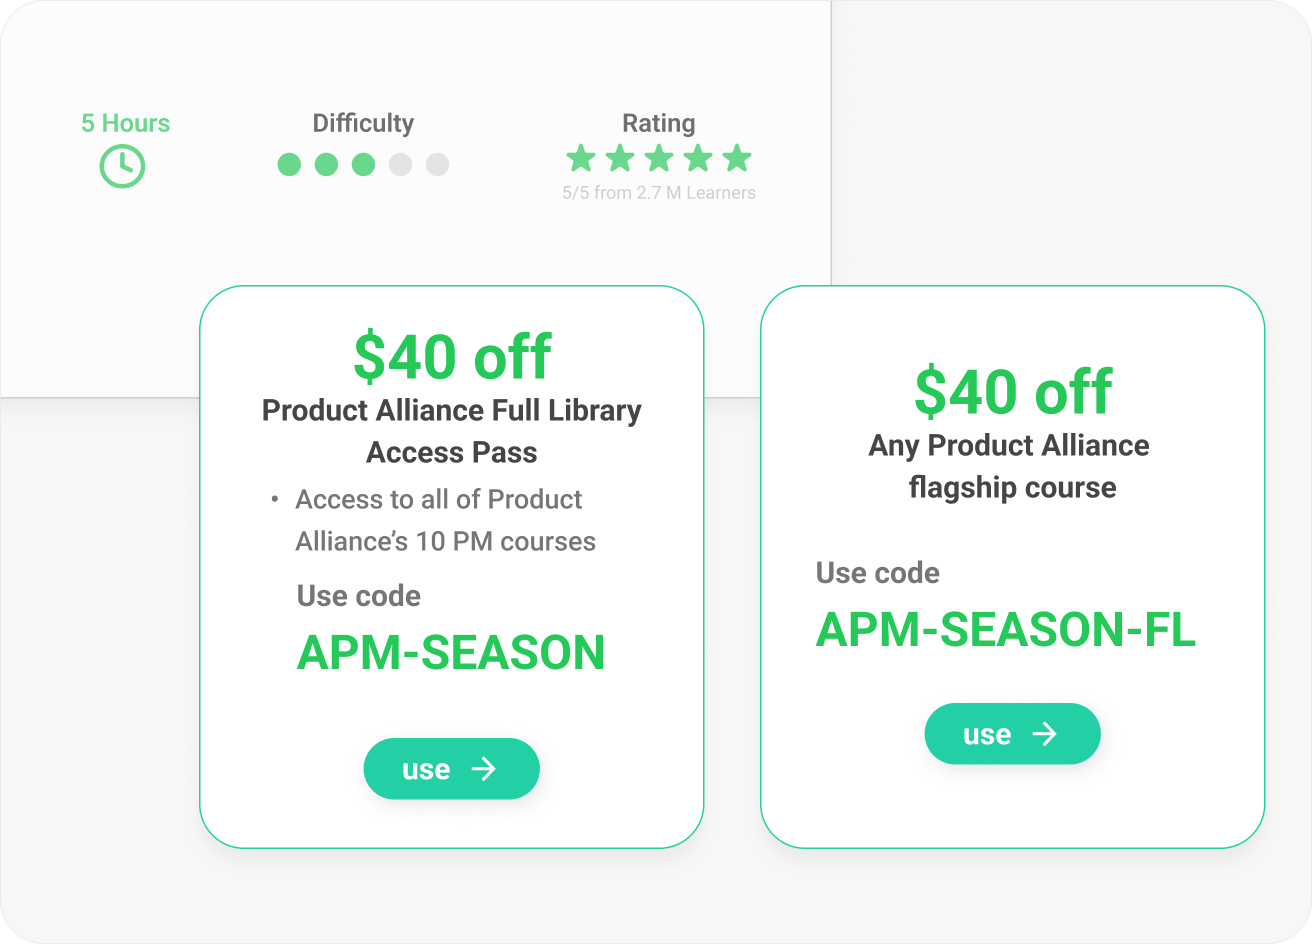 5 Hours
Difficulty
Rating
5/5 from 2.7 M Learners
$40 off
Product Alliance Full Library
Access Pass
• Access to all of Product
Alliance’s 10 PM courses
Use code
APM-SEASON
use
$40 off
Any Product Alliance
flagship course
Use code
APM-SEASON-FL
use